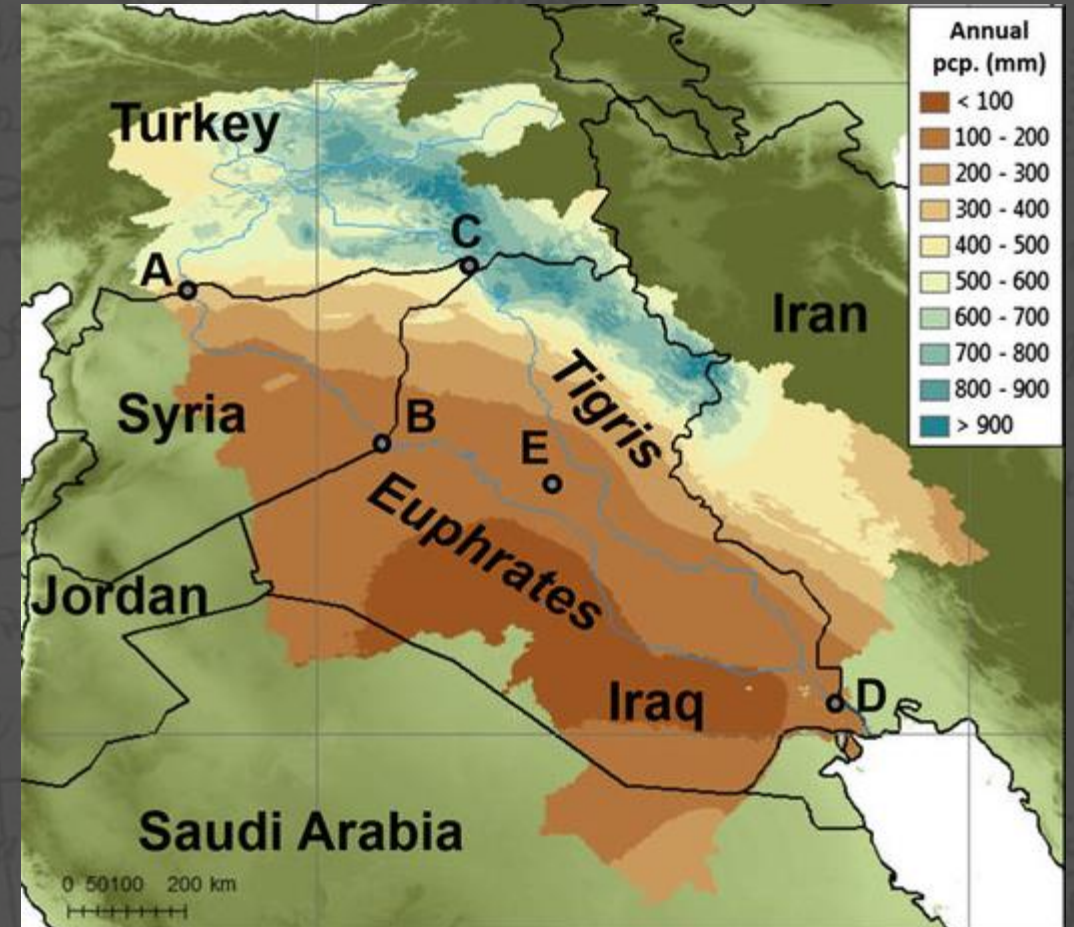 Annual
pcp. (mm)
< 100
100 - 200
200 - 300
300 - 400
400 - 500
500 - 600
600 - 700
700 - 800
800 - 900
> 900
Turkey
C
A
Iran
Tigris
Syria
B
E
Euphrates
Jordan
Iraq
D
Saudi Arabia
0 50100 200 km